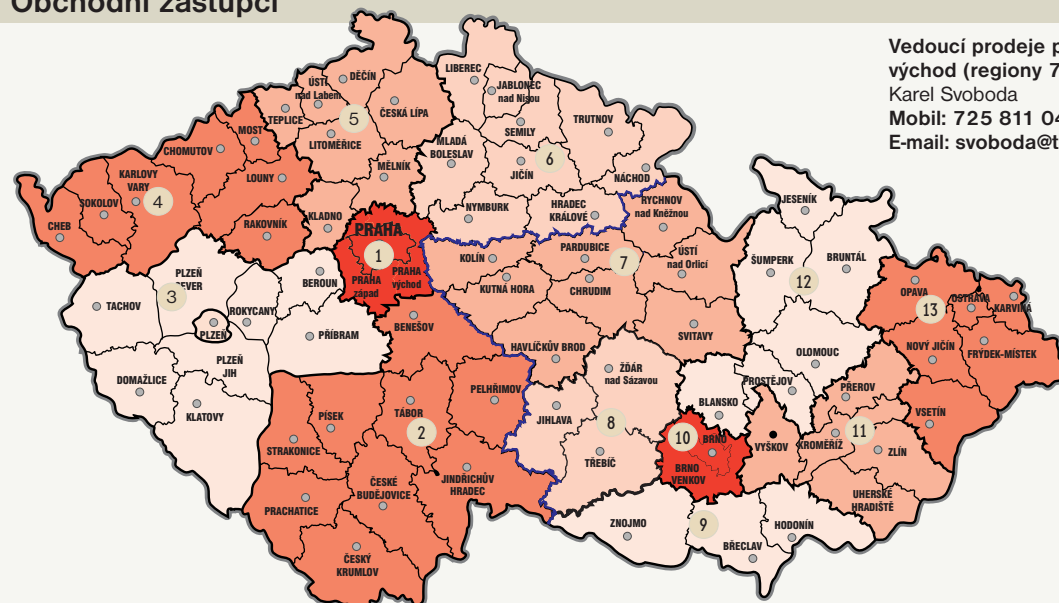 Obchodní zástupci
Vedoucí prodeje p
východ (regiony 7
Karel Svoboda
Mobil: 725 811 04
E-mail: svoboda@t
LIBEREC
DĚČÍN
ÚSTÍ
nad Labem
JABLONEC
nad Nisou
ČESKÁ LÍPA
TEPLICE
5
TRUTNOV
MOST
SEMILY
LITOMĚŘICE
MLADÁ
BOLESLAV
CHOMUTOV
6
MĚLNÍK
JIČÍN
KARLOVY
VARY
LOUNY
NÁCHOD
SOKOLOV
4
RYCHNOV
nad Kněžnou
JESENÍK
NYMBURK
HRADEC
KRÁLOVÉ
KLADNO
CHEB
RAKOVNÍK
PRAHA
1
PARDUBICE
ÚSTÍ
nad Orlicí
BRUNTÁL
KOLÍN
7
ŠUMPERK
PLZEŇ
SEVER
PRAHA
východ
PRAHA
západ
BEROUN
12
KUTNÁ HORA
CHRUDIM
OPAVA
3
OSTRAVA
TACHOV
ROKYCANY
13
KARVINÁ
BENEŠOV
PLZEŇ
PŘÍBRAM
SVITAVY
HAVLÍČKŮV BROD
NOVÝ JIČÍN
OLOMOUC
FRÝDEK-MÍSTEK
PLZEŇ
JIH
ŽĎÁR
nad Sázavou
DOMAŽLICE
PROSTĚJOV
PELHŘIMOV
PŘEROV
BLANSKO
KLATOVY
PÍSEK
TÁBOR
VSETÍN
JIHLAVA
8
2
10
BRNO
11
VYŠKOV
KROMĚŘÍŽ
STRAKONICE
ZLÍN
TŘEBÍČ
BRNO
VENKOV
JINDŘICHŮV
HRADEC
ČESKÉ
BUDĚJOVICE
UHERSKÉ
HRADIŠTĚ
PRACHATICE
ZNOJMO
9
HODONÍN
BŘECLAV
ČESKÝ
KRUMLOV